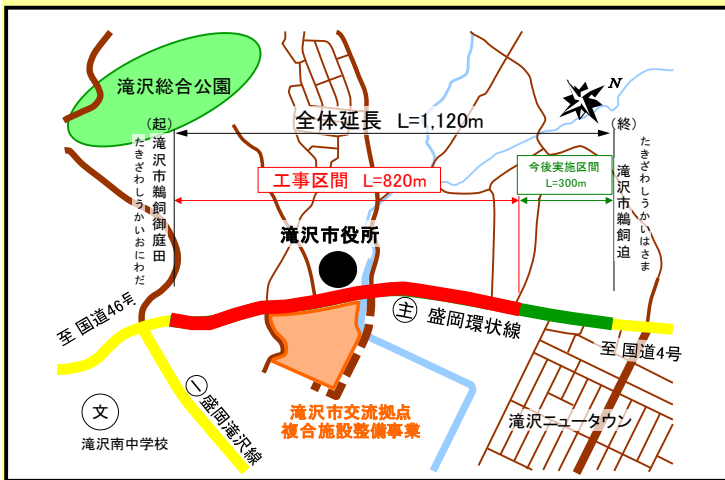 滝沢総合公園
N
全体延長 L=1,120m
(起)
滝沢市鵜飼御庭田
たきざわしうかいおにわだ
(終)
滝沢市鵜飼迫
たきざわしうかいはさま
工事区間 L=820m
今後実施区間
L=300m
滝沢市役所
至 国道46号
主 盛岡環状線
至 国道4号
一 盛岡滝沢線
文
滝沢南中学校
滝沢市交流拠点
複合施設整備事業
滝沢ニュータウン